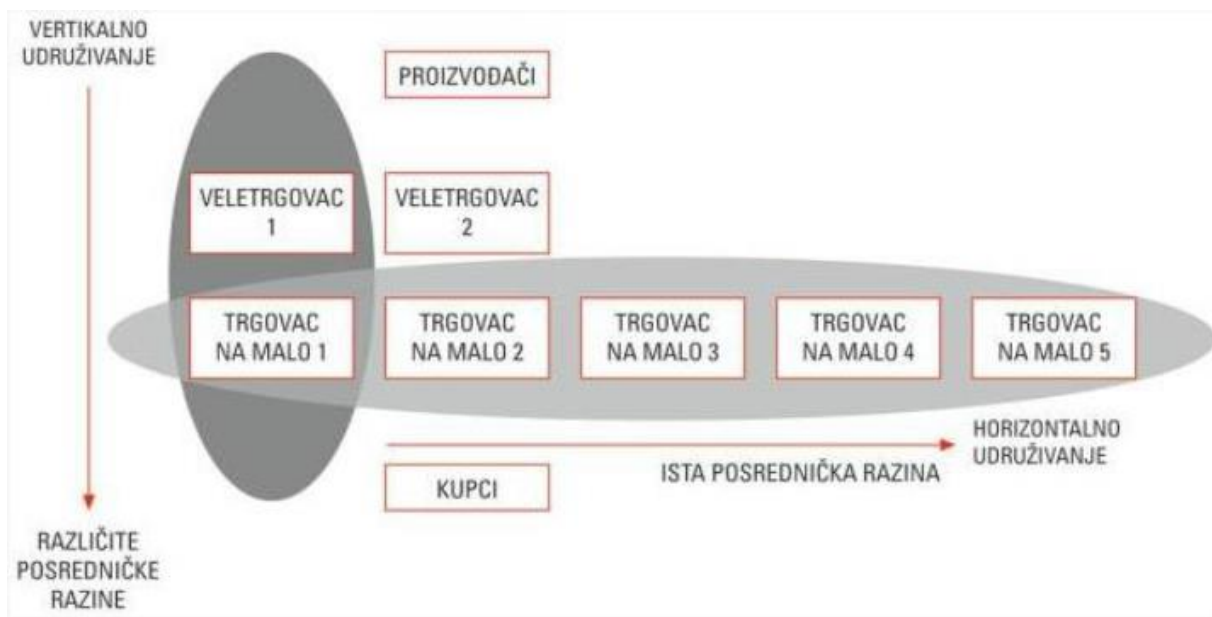 VERTIKALNO
UDRUŽIVANJE
PROIZVOĐAČI
VELETRGOVAC
1
VELETRGOVAC
2
TRGOVAC
NA MALO 1
TRGOVAC
NA MALO 2
TRGOVAC
NA MALO 3
TRGOVAC
NA MALO 4
TRGOVAC
NA MALO 5
HORIZONTALNO
UDRUŽIVANJE
ISTA POSREDNIČKA RAZINA
KUPCI
RAZLIČITE
POSREDNIČKE
RAZINE